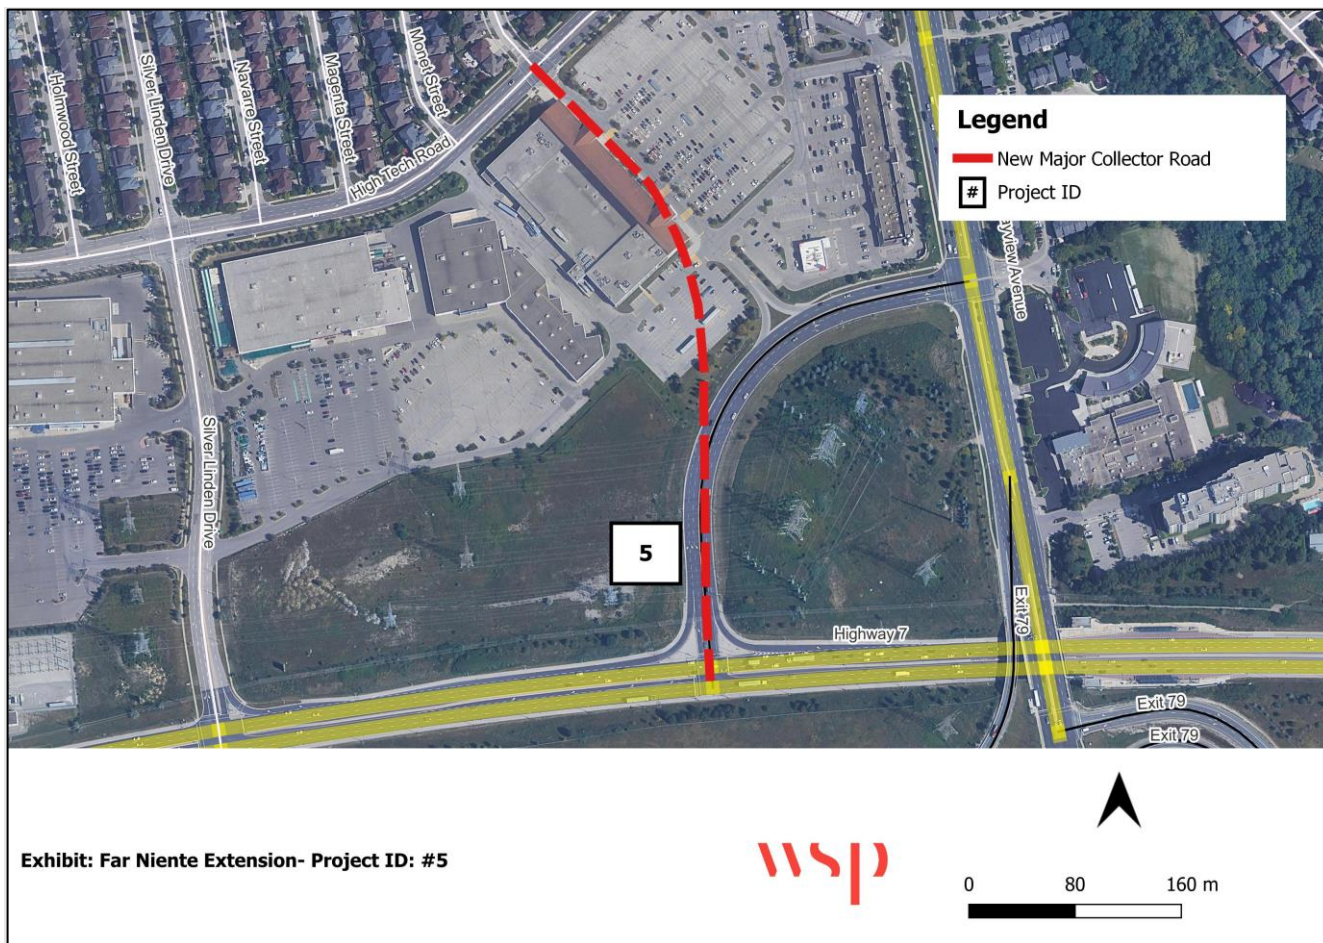 Holmwood Street
Silver Linden Drive
Navarre Street
Magenta Street
Monet Street
High Tech Road
Legend
New Major Collector Road
# Project ID
ayview Avenue
Silver Linden Drive
5
Highway 7
Exit 79
Exit 79
Exit 79
Exhibit: Far Niente Extension- Project ID: #5
wsp
0 80 160 m